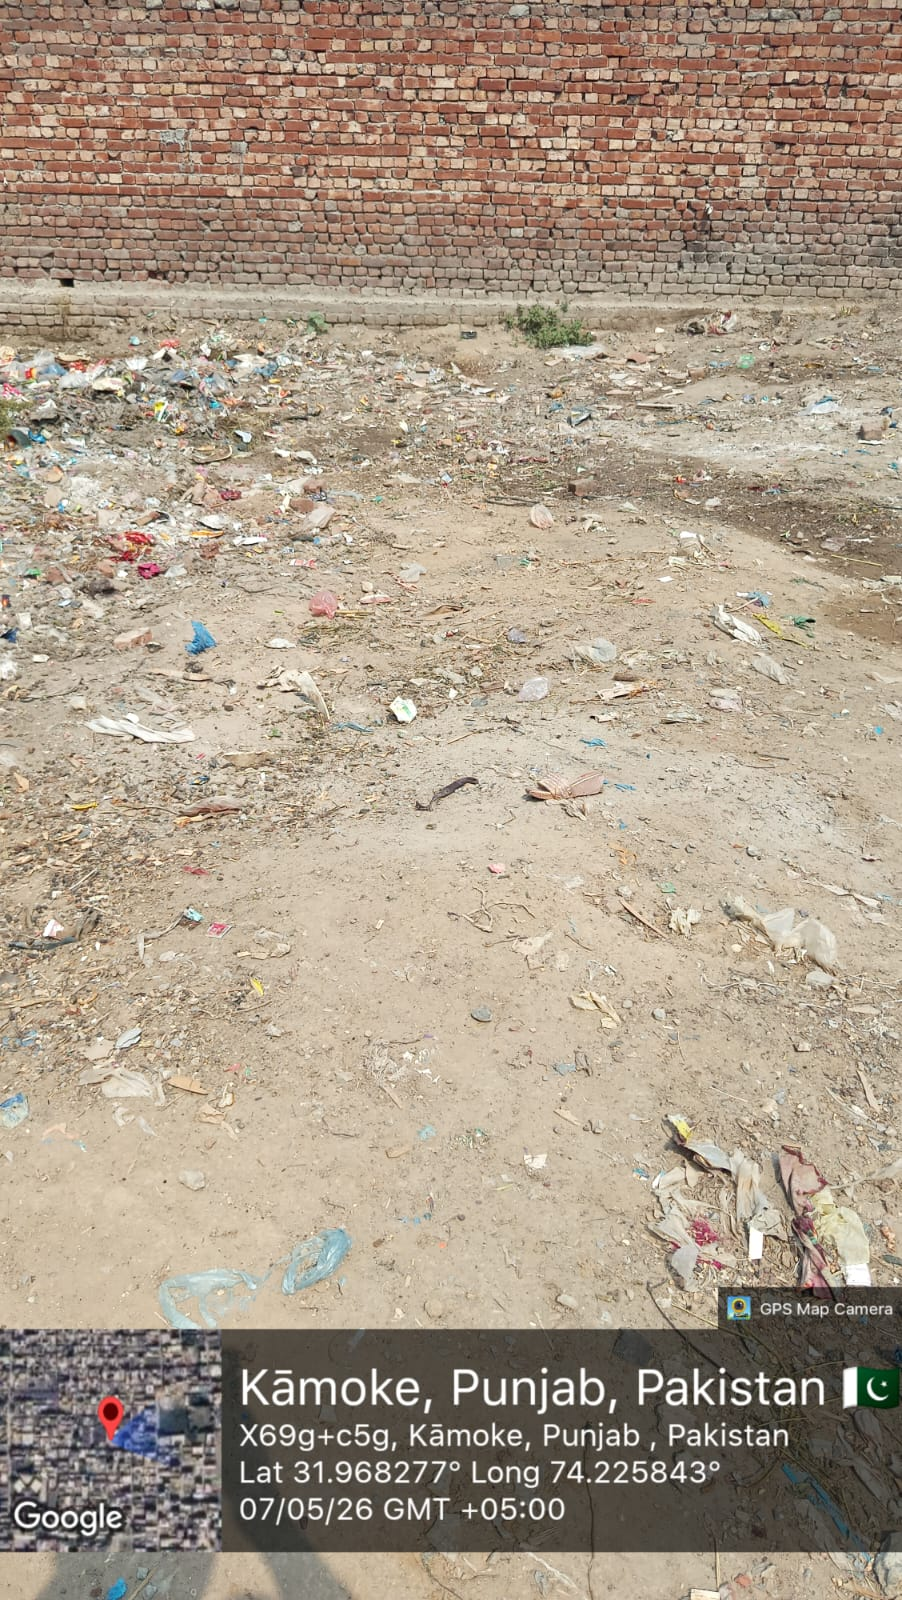 GPS Map Camera
Kāmoke, Punjab, Pakistan 🇵🇰
X69g+c5g, Kāmoke, Punjab , Pakistan
Lat 31.968277° Long 74.225843°
07/05/26 GMT +05:00
Google